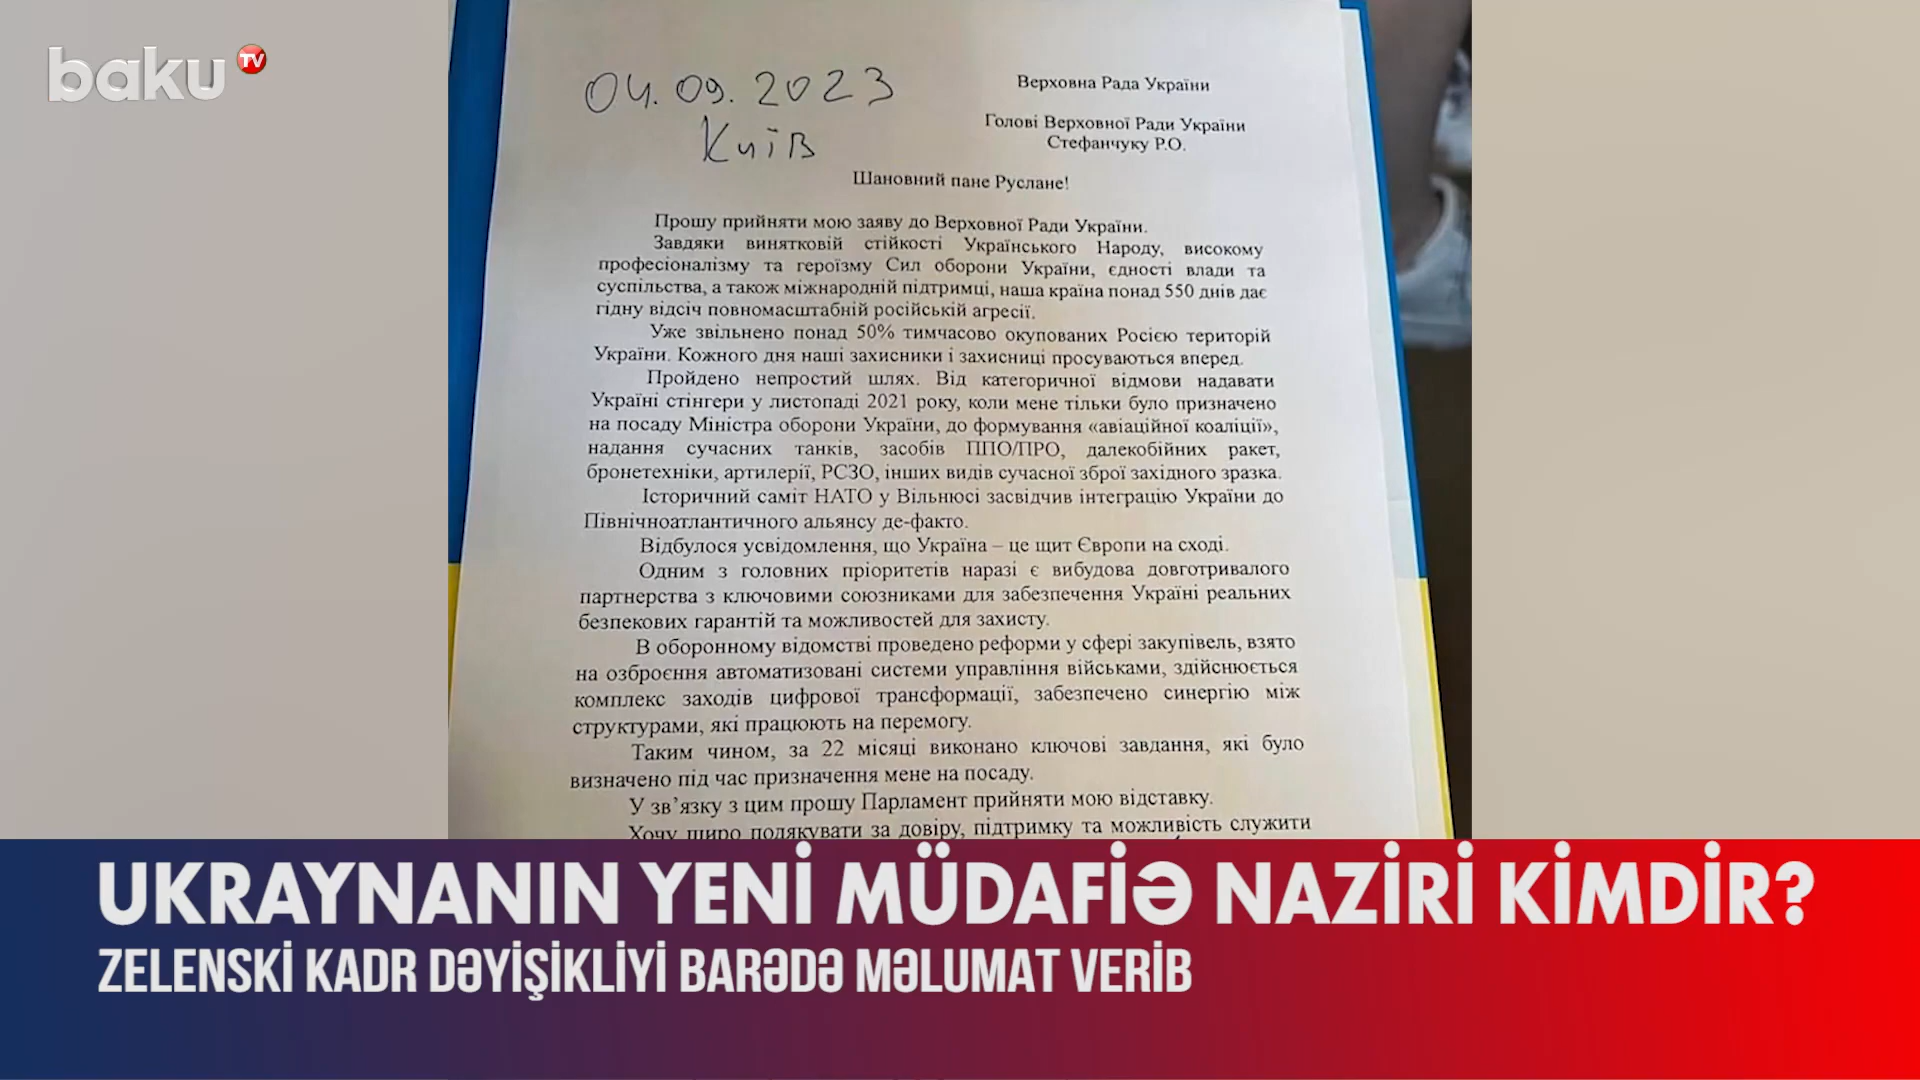 baku TV
04.09.2023
Київ
Верховна Рада України
Голові Верховної Ради України
Стефанчуку Р.О.
Шановний пане Руслане!
Прошу прийняти мою заяву до Верховної Ради України.
Завдяки винятковій стійкості Українського Народу, високому
професіоналізму та героїзму Сил оборони України, єдності влади та
суспільства, а також міжнародній підтримці, наша країна понад 550 днів дає
гідну відсіч повномасштабній російській агресії.
Уже звільнено понад 50% тимчасово окупованих Росією територій
України. Кожного дня наші захисники і захисниці просуваються вперед.
Пройдено непростий шлях. Від категоричної відмови надавати
Україні стінгери у листопаді 2021 року, коли мене тільки було призначено
на посаду Міністра оборони України, до формування «авіаційної коаліції»,
надання сучасних танків, засобів ППО/ПРО, далекобійних ракет,
бронетехніки, артилерії, РСЗО, інших видів сучасної зброї західного зразка.
Історичний саміт НАТО у Вільнюсі засвідчив інтеграцію України до
Північноатлантичного альянсу де-факто.
Відбулося усвідомлення, що Україна – це щит Європи на сході.
Одним з головних пріоритетів наразі є вибудова довготривалого
партнерства з ключовими союзниками для забезпечення Україні реальних
безпекових гарантій та можливостей для захисту.
В оборонному відомстві проведено реформи у сфері закупівель, взято
на озброєння автоматизовані системи управління військами, здійснюється
комплекс заходів цифрової трансформації, забезпечено синергію між
структурами, які працюють на перемогу.
Таким чином, за 22 місяці виконано ключові завдання, які було
визначено під час призначення мене на посаду.
У зв’язку з цим прошу Парламент прийняти мою відставку.
Хочу щиро подякувати за довіру, підтримку та можливість служити
UKRAYNANIN YENİ MÜDAFİƏ NAZİRİ KİMDİR?
ZELENSKİ KADR DƏYİŞİKLİYİ BARƏDƏ MƏLUMAT VERİB